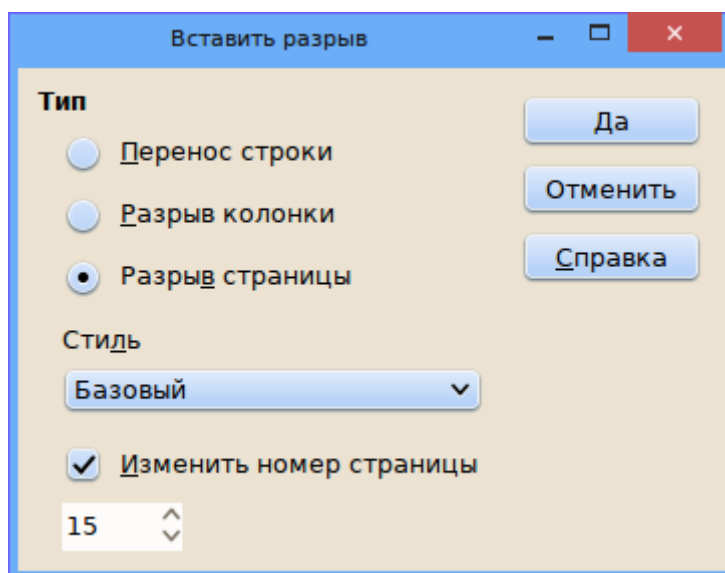 Вставить разрыв
Тип
Перенос строки
Разрыв колонки
Разрыв страницы
Стиль
Базовый
Изменить номер страницы
15
Да
Отменить
Справка